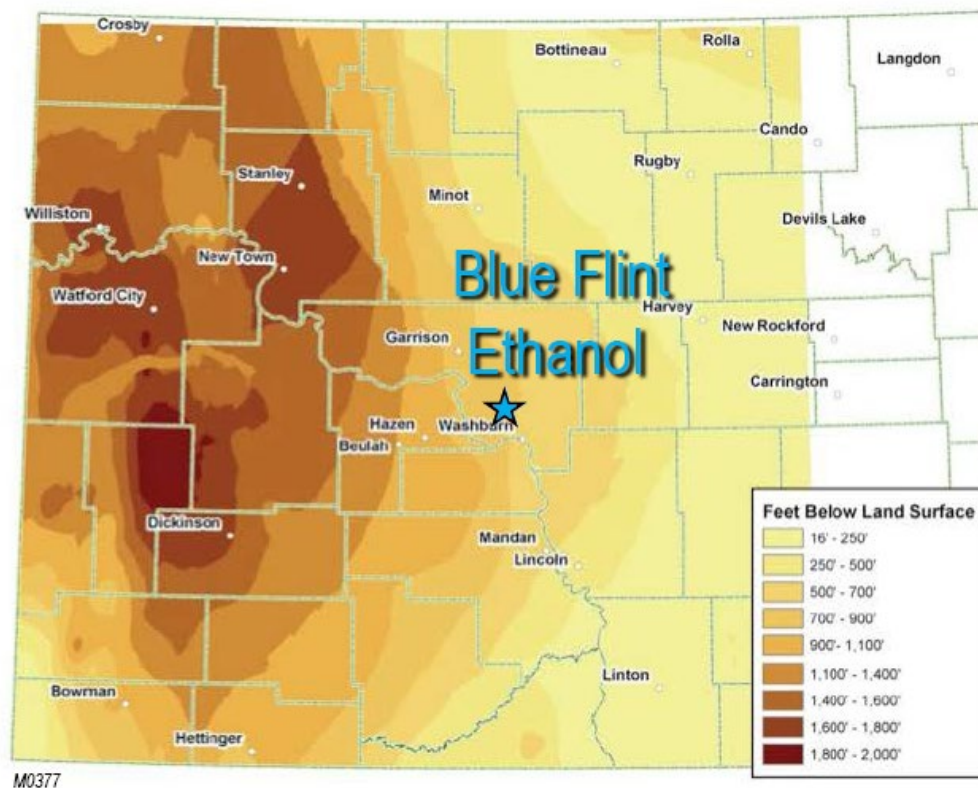 Crosby
Bottineau
Rolla
Langdon
Cando
Rugby
Stanley
Minot
Devils Lake
Williston
New Town
Blue Flint
Ethanol
Watford City
Harvey
New Rockford
Garrison
Carrington
Hazen
Washburn
Beulah
Dickinson
Mandan
Lincoln
Linton
Bowman
Hettinger
Feet Below Land Surface
16' - 250'
250' - 500'
500' - 700'
700' - 900'
900'- 1,100'
1,100' - 1,400'
1,400' - 1,600'
1,600' - 1,800'
1,800' - 2,000'
M0377